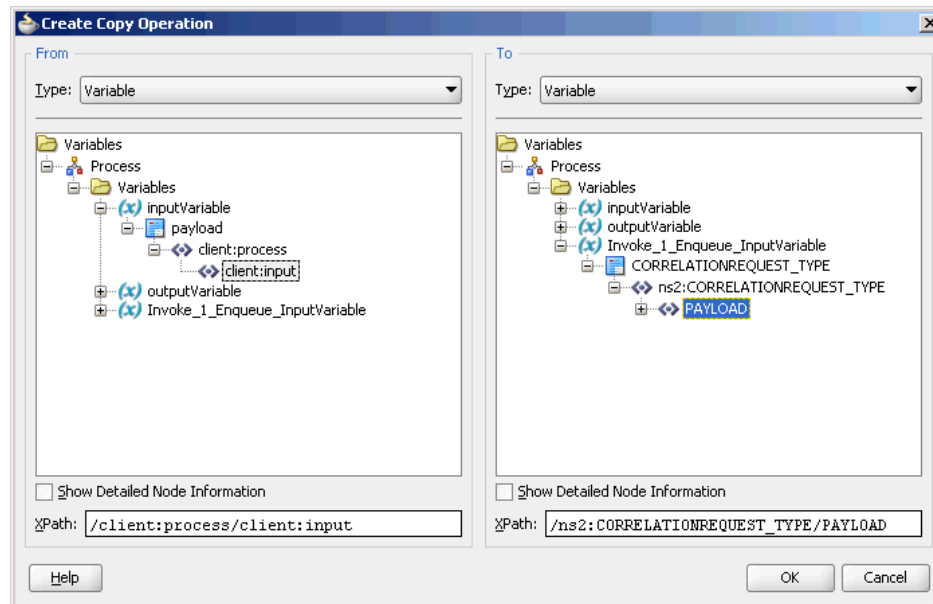 Create Copy Operation
From
Type: Variable
Variables
Process
Variables
inputVariable
payload
client:process
client:input
outputVariable
Invoke_1_Enqueue_InputVariable
Show Detailed Node Information
XPath: /client:process/client:input
To
Type: Variable
Variables
Process
Variables
inputVariable
outputVariable
Invoke_1_Enqueue_InputVariable
CORRELATIONREQUEST_TYPE
ns2:CORRELATIONREQUEST_TYPE
PAYLOAD
Show Detailed Node Information
XPath: /ns2:CORRELATIONREQUEST_TYPE/PAYLOAD
Help
OK
Cancel